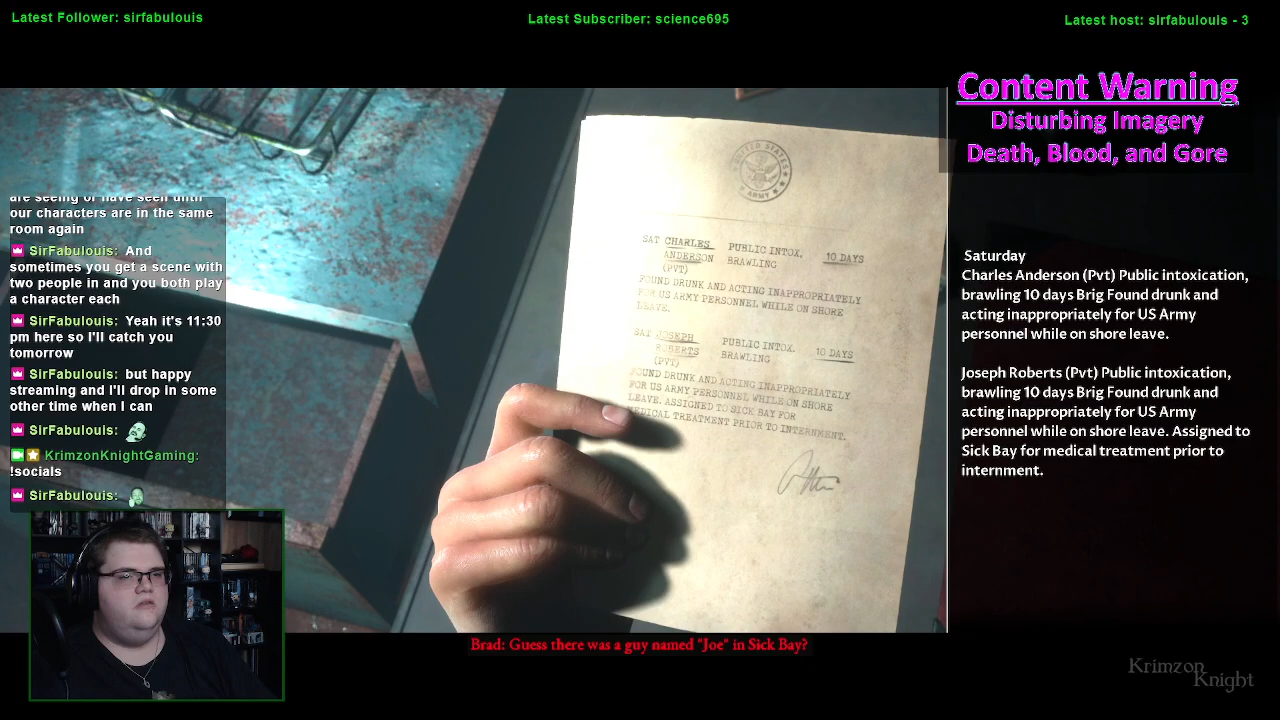 Latest Follower: sirfabulouis
Latest Subscriber: science695
Latest host: sirfabulouis - 3
Content Warning
Disturbing Imagery
Death, Blood, and Gore
are seeing or have seen until
our characters are in the same
room again
SirFabulouis: And
sometimes you get a scene with
two people in and you both play
a character each
SirFabulouis: Yeah it's 11:30
pm here so I'll catch you
tomorrow
SirFabulouis: but happy
streaming and I'll drop in some
other time when I can
SirFabulouis:
KrimzonKnightGaming:
!socials
SirFabulouis:
UNITED STATES
ARMY
SAT CHARLES PUBLIC INTOX. 10 DAYS
ANDERSON BRAWLING
(PVT)
FOUND DRUNK AND ACTING INAPPROPRIATELY
FOR US ARMY PERSONNEL WHILE ON SHORE
LEAVE.
SAT JOSEPH PUBLIC INTOX. 10 DAYS
ROBERTS BRAWLING
(PVT)
FOUND DRUNK AND ACTING INAPPROPRIATELY
FOR US ARMY PERSONNEL WHILE ON SHORE
LEAVE. ASSIGNED TO SICK BAY FOR
MEDICAL TREATMENT PRIOR TO INTERNMENT.
Saturday
Charles Anderson (Pvt) Public intoxication,
brawling 10 days Brig Found drunk and
acting inappropriately for US Army
personnel while on shore leave.
Joseph Roberts (Pvt) Public intoxication,
brawling 10 days Brig Found drunk and
acting inappropriately for US Army
personnel while on shore leave. Assigned to
Sick Bay for medical treatment prior to
internment.
Brad: Guess there was a guy named "Joe" in Sick Bay?
Krimzon
Knight